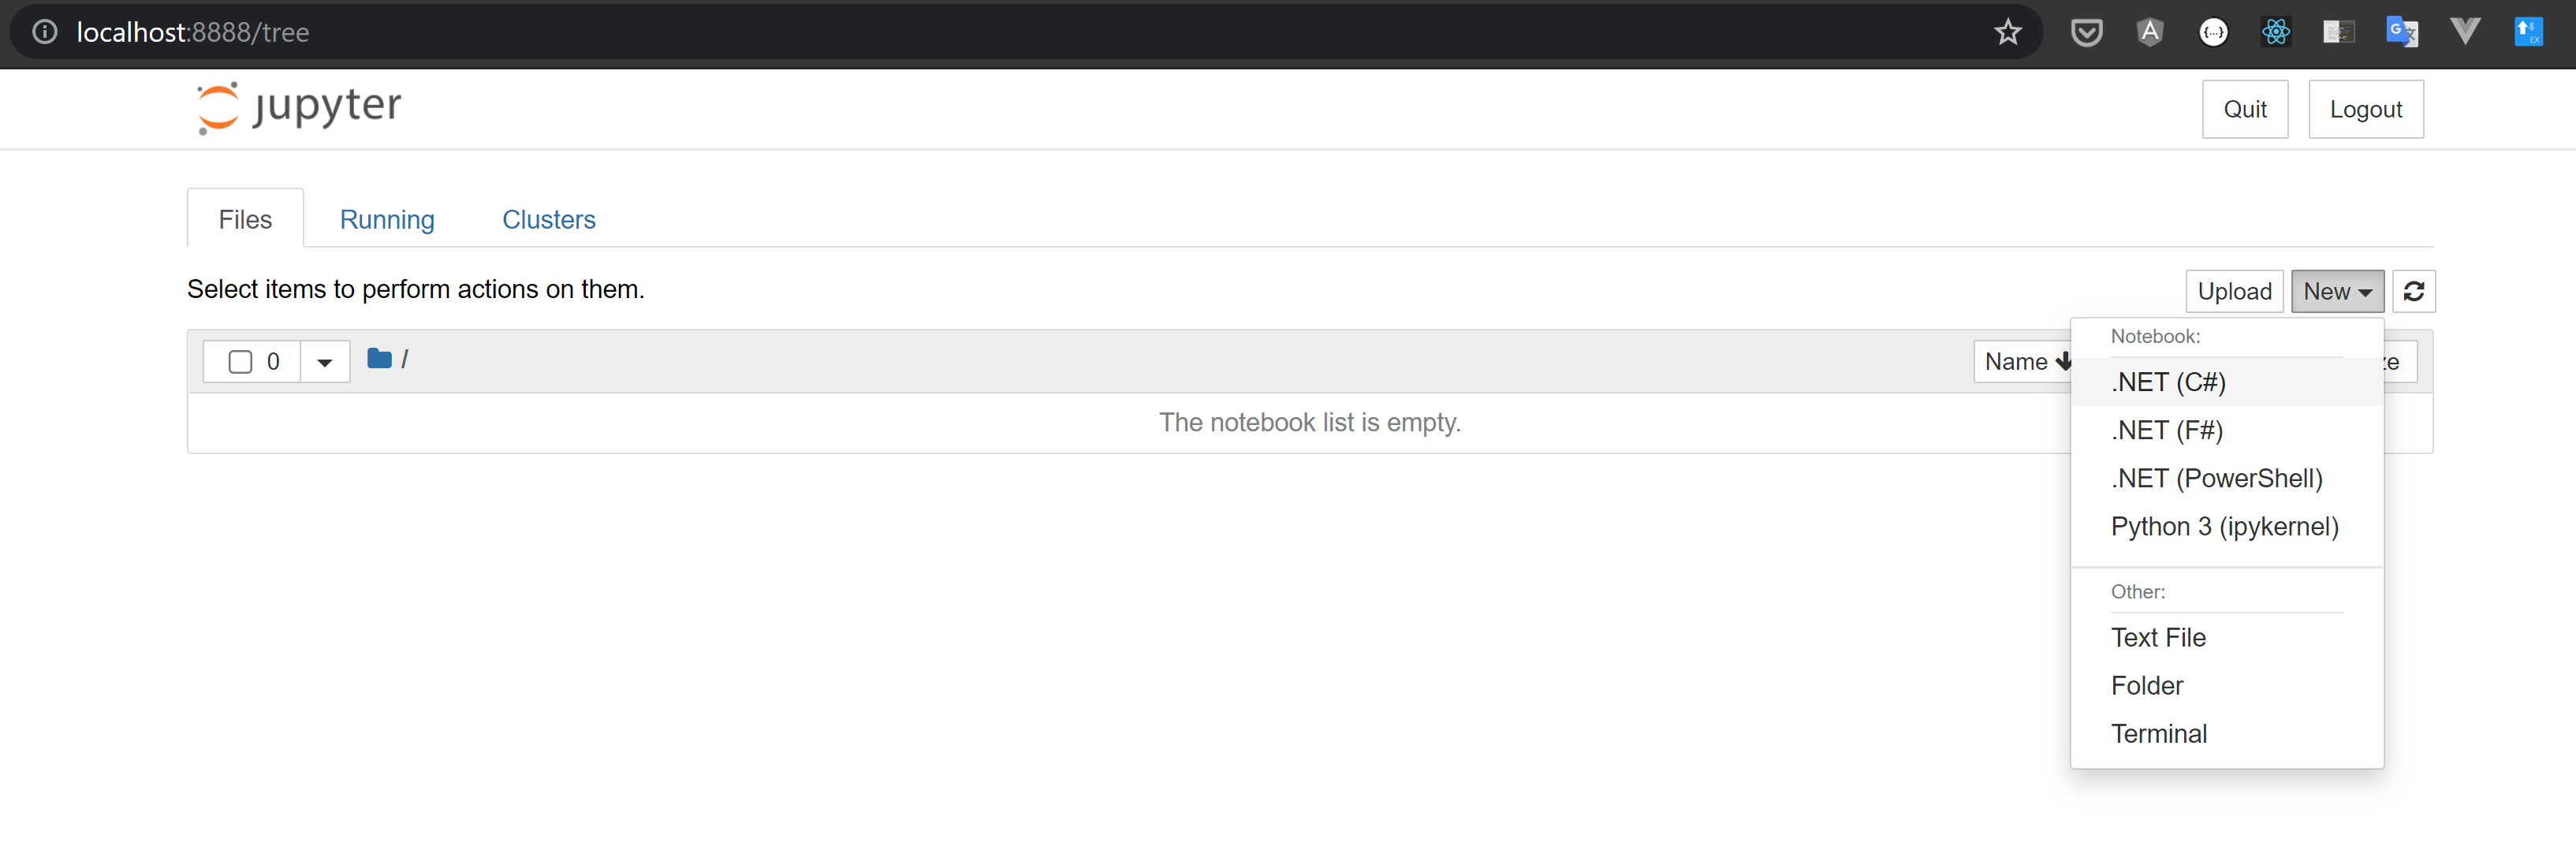 localhost:8888/tree
jupyter
Quit
Logout
Files
Running
Clusters
Select items to perform actions on them.
Upload
New
0
/
Name
ze
The notebook list is empty.
Notebook:
.NET (C#)
.NET (F#)
.NET (PowerShell)
Python 3 (ipykernel)
Other:
Text File
Folder
Terminal